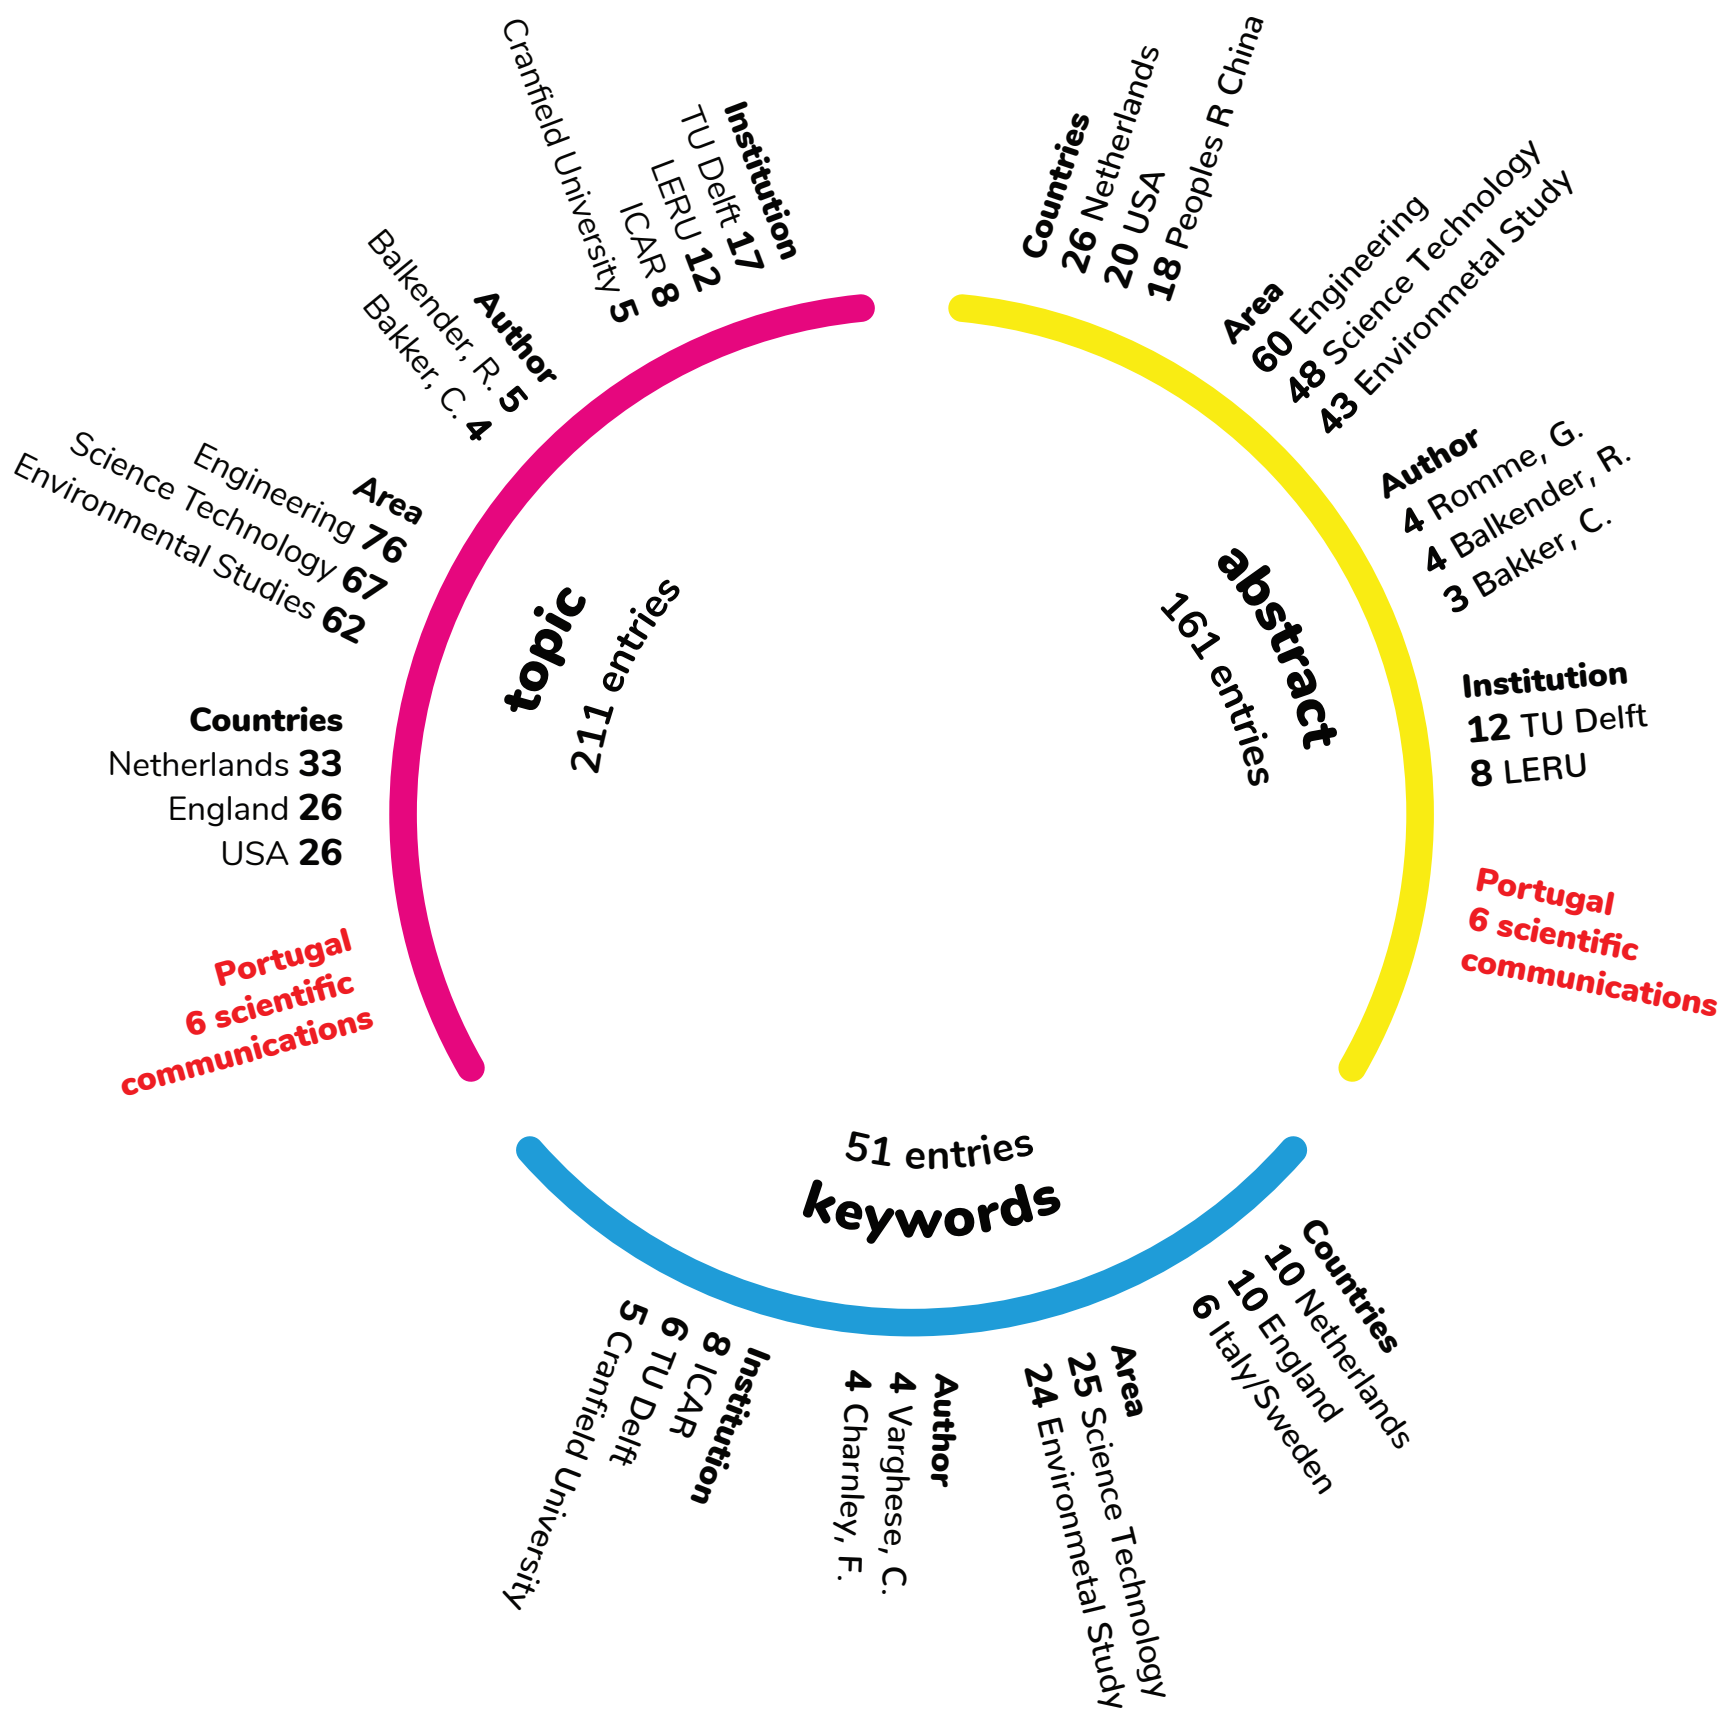 topic
211 entries
Institution
TU Delft 17
LERU 12
ICAR 8
Cranfield University 5
Author
Balkender, R. 5
Bakker, C. 4
Area
Engineering 76
Science Technology 67
Environmental Studies 62
Countries
Netherlands 33
England 26
USA 26
Portugal
6 scientific
communications
abstract
161 entries
Countries
26 Netherlands
20 USA
18 Peoples R China
Area
60 Engineering
48 Science Technology
43 Environmetal Study
Author
4 Romme, G.
4 Balkender, R.
3 Bakker, C.
Institution
12 TU Delft
8 LERU
Portugal
6 scientific
communications
51 entries
keywords
Countries
10 Netherlands
10 England
6 Italy/Sweden
Area
25 Science Technology
24 Environmetal Study
Author
4 Varghese, C.
4 Charnley, F.
Institution
8 ICAR
6 TU Delft
5 Cranfield University